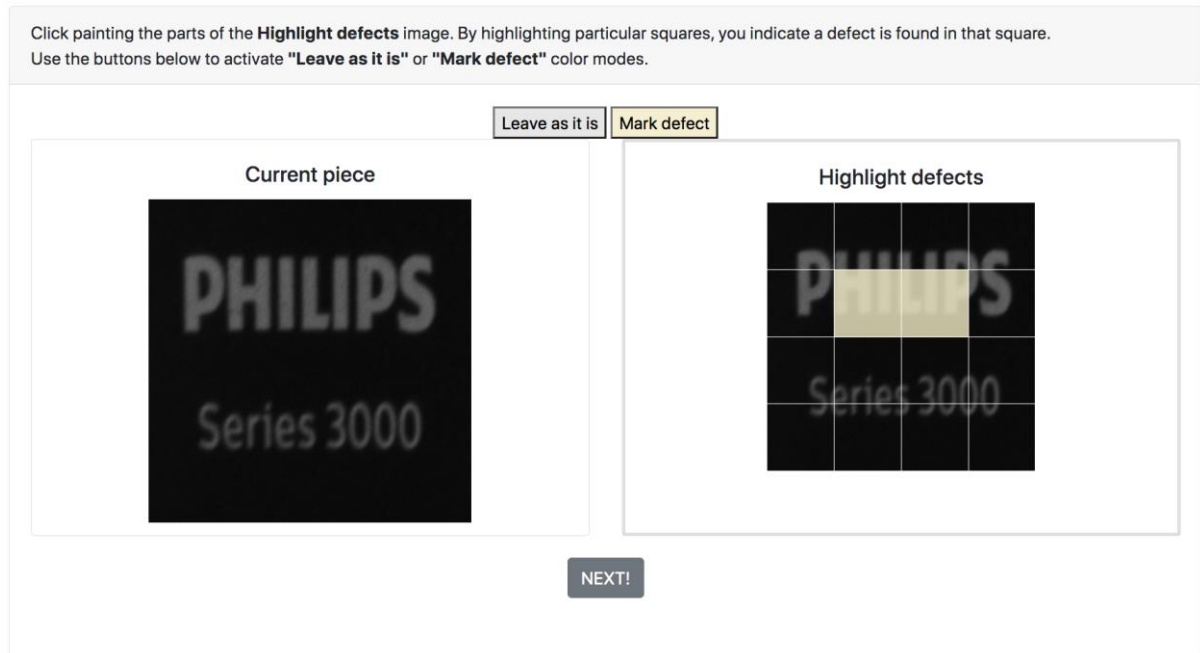 Click painting the parts of the Highlight defects image. By highlighting particular squares, you indicate a defect is found in that square.
Use the buttons below to activate "Leave as it is" or "Mark defect" color modes.
Leave as it is
Mark defect
Current piece
PHILIPS
Series 3000
Highlight defects
PHILIPS
Series 3000
NEXT!